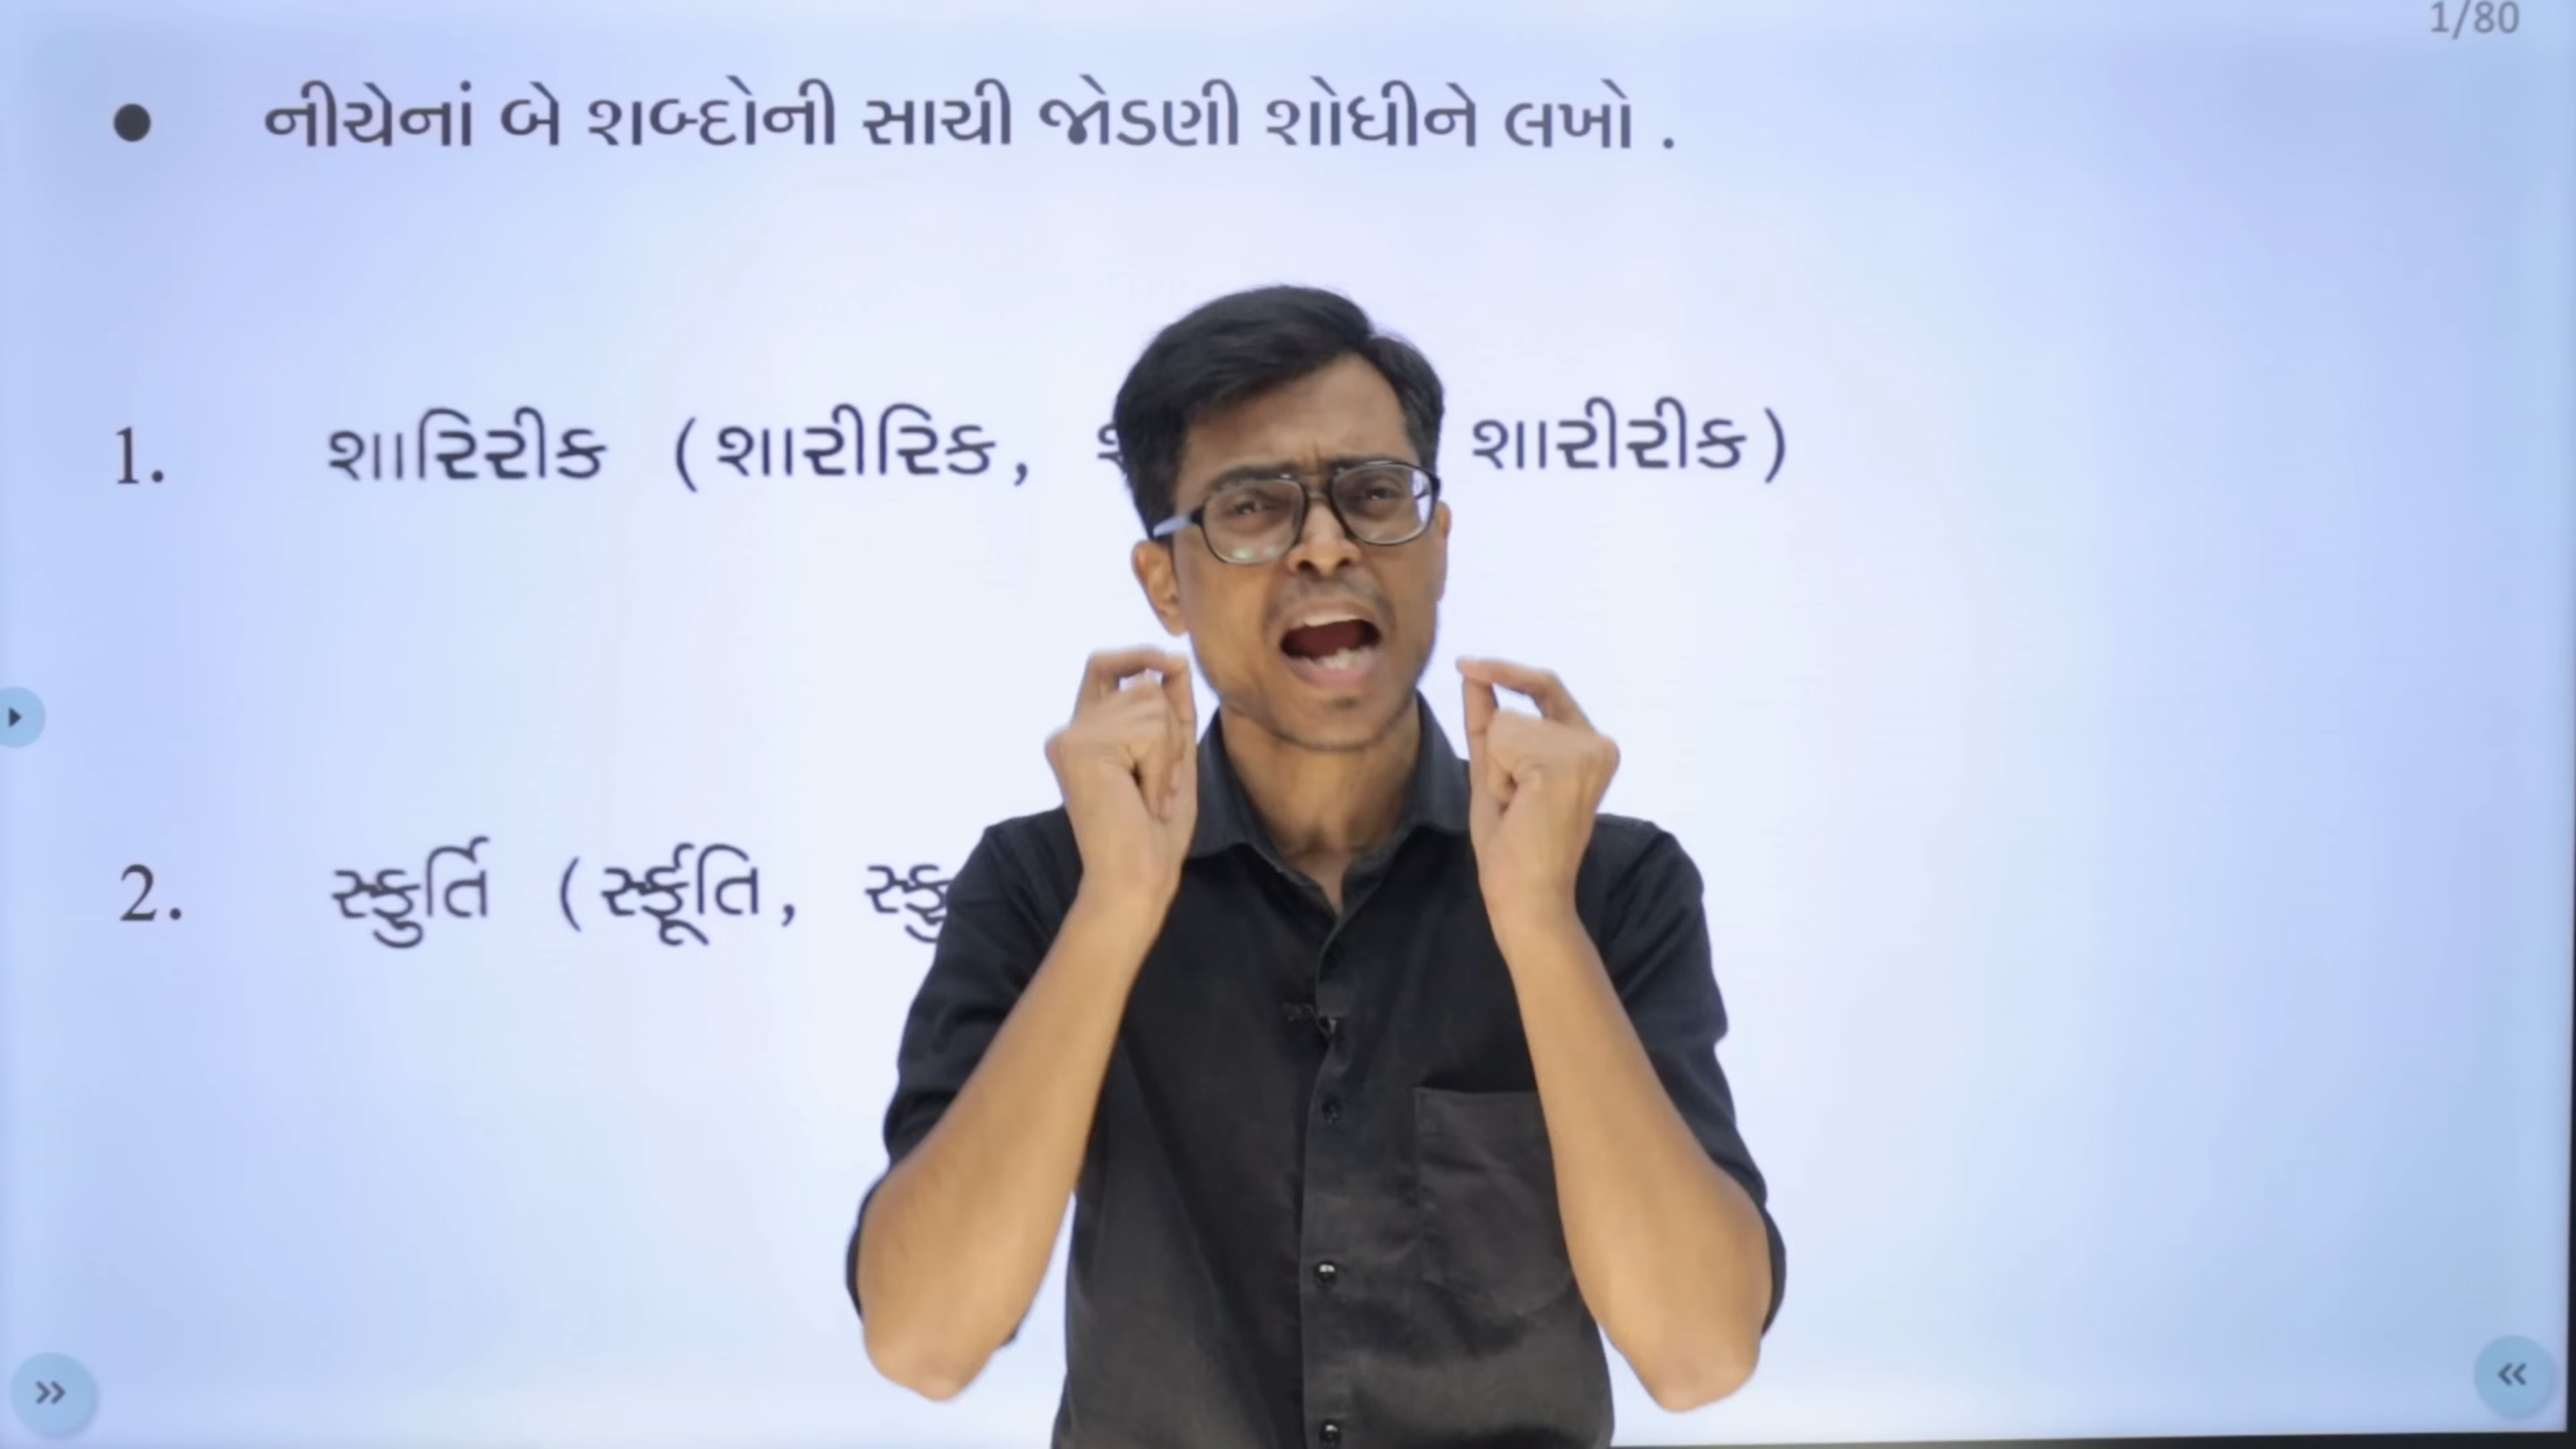 1/80
● નીચેનાં બે શબ્દોની સાચી જોડણી શોધીને લખો .
1. શારિરીક (શારીરિક, શારીરીક)
2. સ્ફુર્તિ (સ્ર્ફૂતિ,